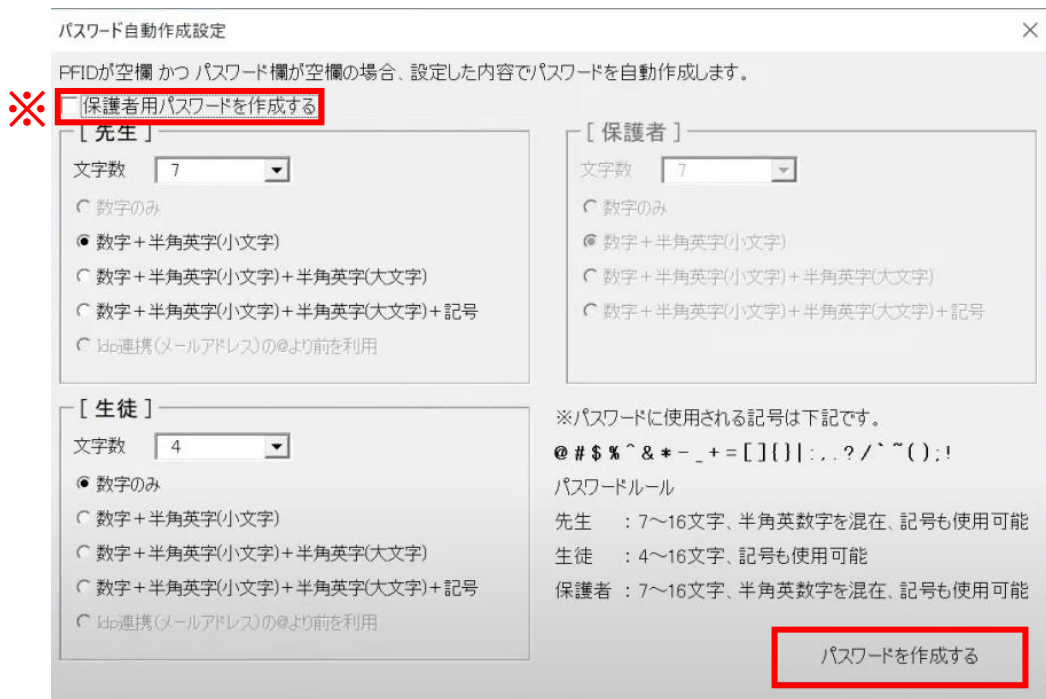 パスワード自動作成設定
PFIDが空欄 かつ パスワード欄が空欄の場合、設定した内容でパスワードを自動作成します。
※ 保護者用パスワードを作成する
[ 先生 ]
文字数 7
数字のみ
数字＋半角英字(小文字)
数字＋半角英字(小文字)＋半角英字(大文字)
数字＋半角英字(小文字)＋半角英字(大文字)＋記号
Idp連携(メールアドレス)の@より前を利用
[ 保護者 ]
文字数 7
数字のみ
数字＋半角英字(小文字)
数字＋半角英字(小文字)＋半角英字(大文字)
数字＋半角英字(小文字)＋半角英字(大文字)＋記号
[ 生徒 ]
文字数 4
数字のみ
数字＋半角英字(小文字)
数字＋半角英字(小文字)＋半角英字(大文字)
数字＋半角英字(小文字)＋半角英字(大文字)＋記号
Idp連携(メールアドレス)の@より前を利用
※パスワードに使用される記号は下記です。
@ # $ % ^ & * - _ + = [ ] { } | : , . ? / ` ~ ( ) ; !
パスワードルール
先生 ：7～16文字、半角英数字を混在、記号も使用可能
生徒 ：4～16文字、記号も使用可能
保護者 ：7～16文字、半角英数字を混在、記号も使用可能
パスワードを作成する